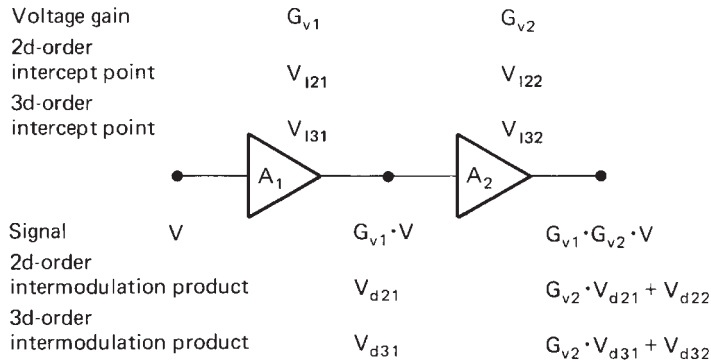 Voltage gain G_v1 G_v2
2d-order
intercept point V_I21 V_I22
3d-order
intercept point V_I31 V_I32
A_1 A_2
Signal V G_v1·V G_v1·G_v2·V
2d-order
intermodulation product V_d21 G_v2·V_d21 + V_d22
3d-order
intermodulation product V_d31 G_v2·V_d31 + V_d32